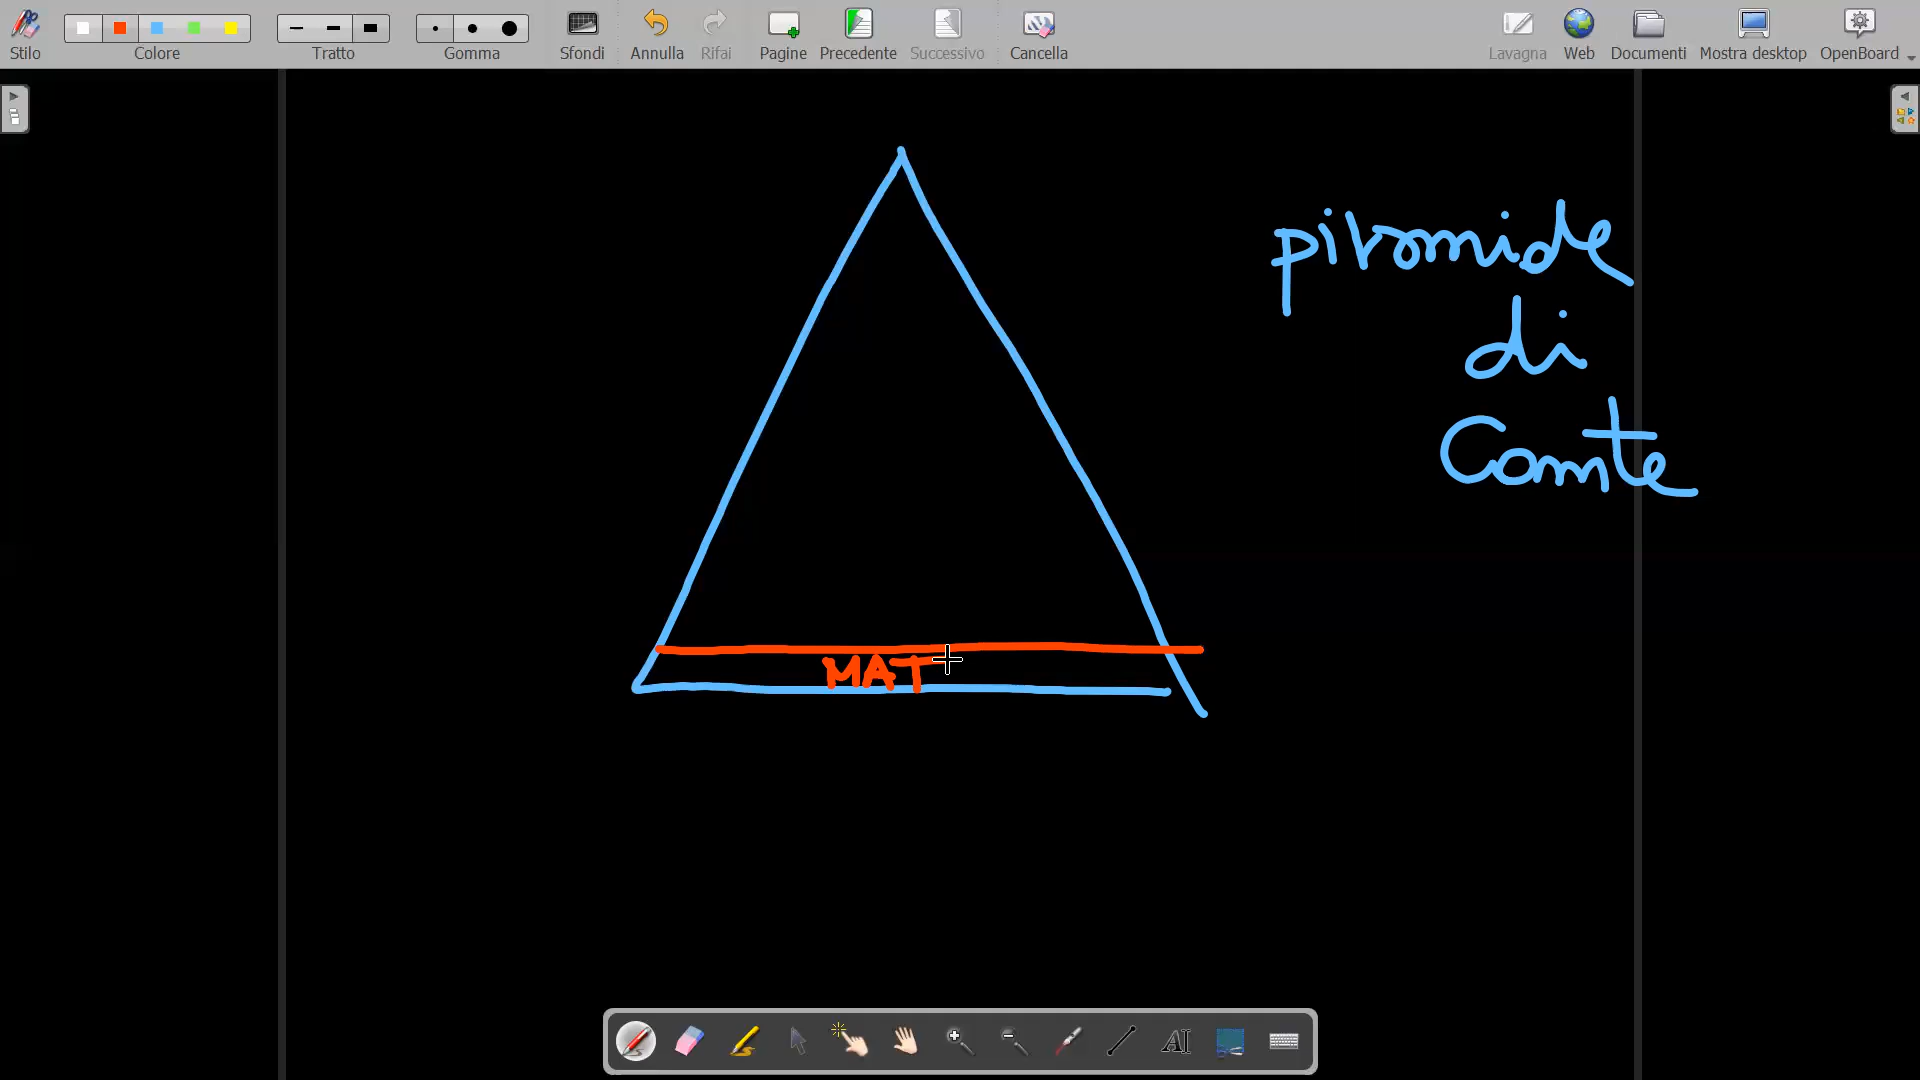 Stilo
Colore
Tratto
Gomma
Sfondi
Annulla
Rifai
Pagine
Precedente
Successivo
Cancella
Lavagna
Web
Documenti
Mostra desktop
OpenBoard
piramide
di
Comte
MAT
AI